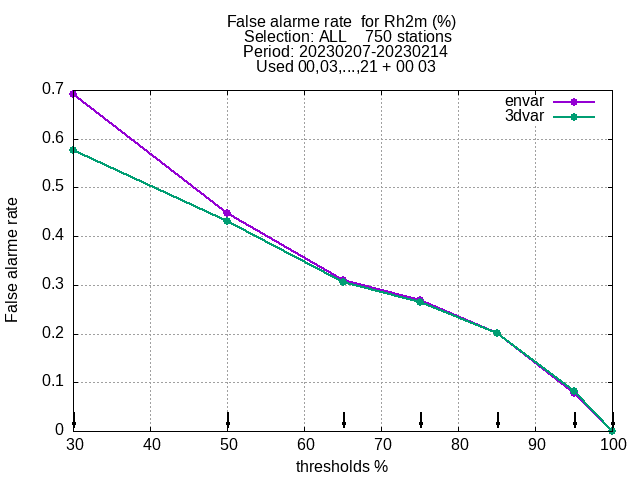 False alarme rate  for Rh2m (%)
Selection: ALL    750 stations
Period: 20230207-20230214
Used 00,03,...,21 + 00 03
envar
3dvar
0.7
0.6
0.5
0.4
0.3
0.2
0.1
0
False alarme rate
30 40 50 60 70 80 90 100
thresholds %